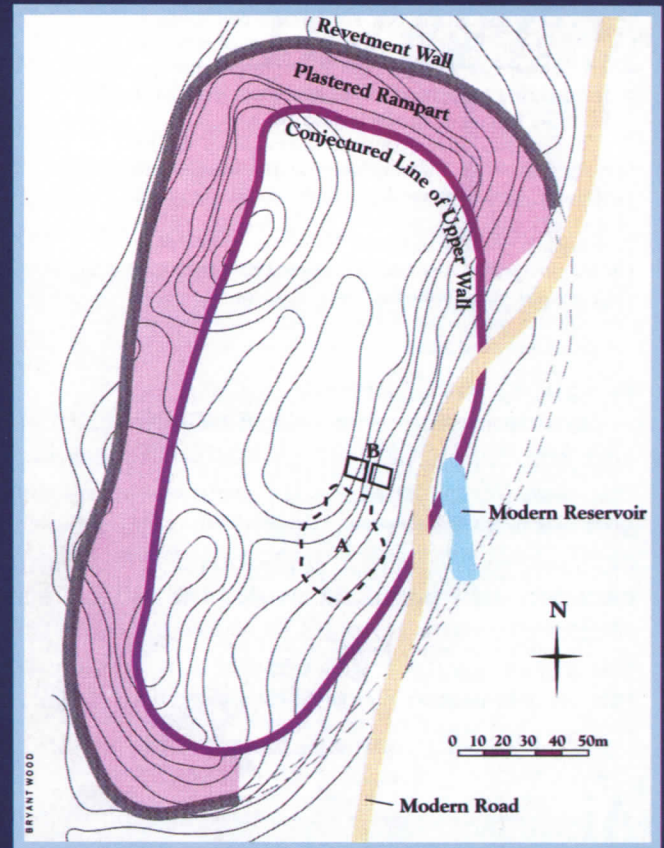 Revetment Wall
Plastered Rampart
Conjectured Line of Upper Wall
B
A
Modern Reservoir
N
0 10 20 30 40 50m
Modern Road
BRYANT WOOD